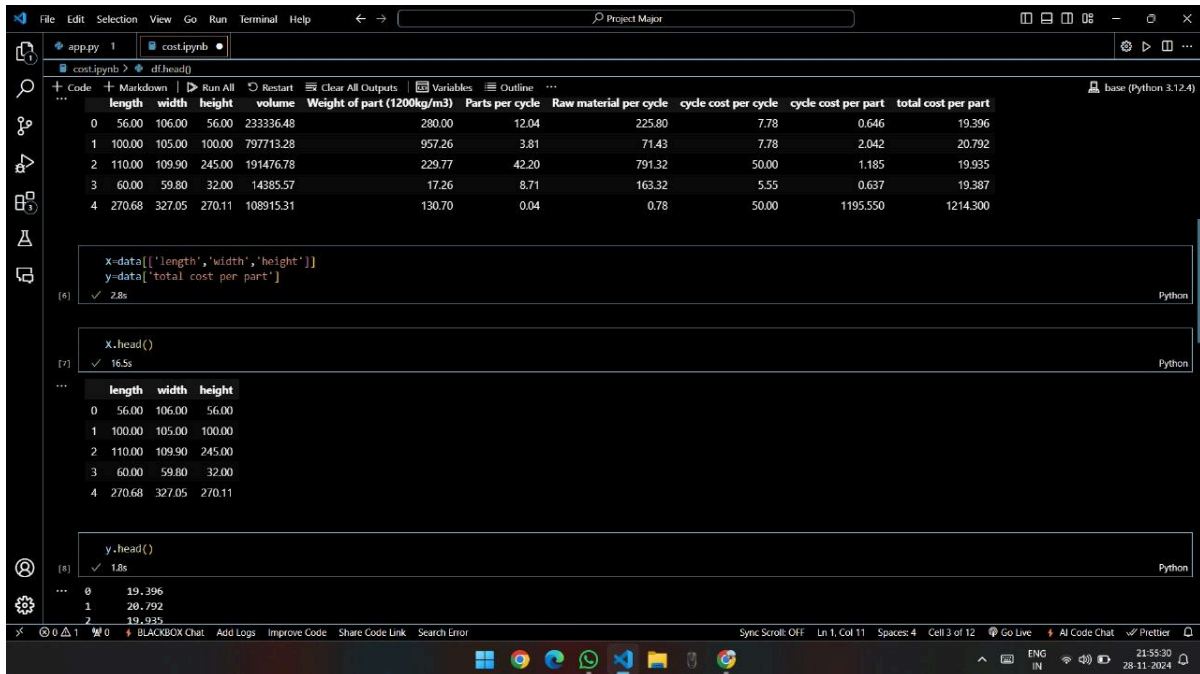 File Edit Selection View Go Run Terminal Help Project Major
app.py 1 cost.ipynb
cost.ipynb > df.head()
+ Code + Markdown Run All Restart Clear All Outputs Variables Outline ... base (Python 3.12.4)
... length width height volume Weight of part (1200kg/m3) Parts per cycle Raw material per cycle cycle cost per cycle cycle cost per part total cost per part
0 56.00 106.00 56.00 233336.48 280.00 12.04 225.80 7.78 0.646 19.396
1 100.00 105.00 100.00 797713.28 957.26 3.81 71.43 7.78 2.042 20.792
2 110.00 109.90 245.00 191476.78 229.77 42.20 791.32 50.00 1.185 19.935
3 60.00 59.80 32.00 14385.57 17.26 8.71 163.32 5.55 0.637 19.387
4 270.68 327.05 270.11 108915.31 130.70 0.04 0.78 50.00 1195.550 1214.300
X=data[['length','width','height']]
y=data['total cost per part']
[6] ✓ 2.8s Python
X.head()
[7] ✓ 16.5s Python
... length width height
0 56.00 106.00 56.00
1 100.00 105.00 100.00
2 110.00 109.90 245.00
3 60.00 59.80 32.00
4 270.68 327.05 270.11
y.head()
[8] ✓ 1.8s Python
... 0 19.396
1 20.792
2 19.935
0 1 0 BLACKBOX Chat Add Logs Improve Code Share Code Link Search Error Sync Scroll: OFF Ln 1, Col 11 Spaces: 4 Cell 3 of 12 Go Live AI Code Chat Prettier
ENG 21:55:30
IN 28-11-2024